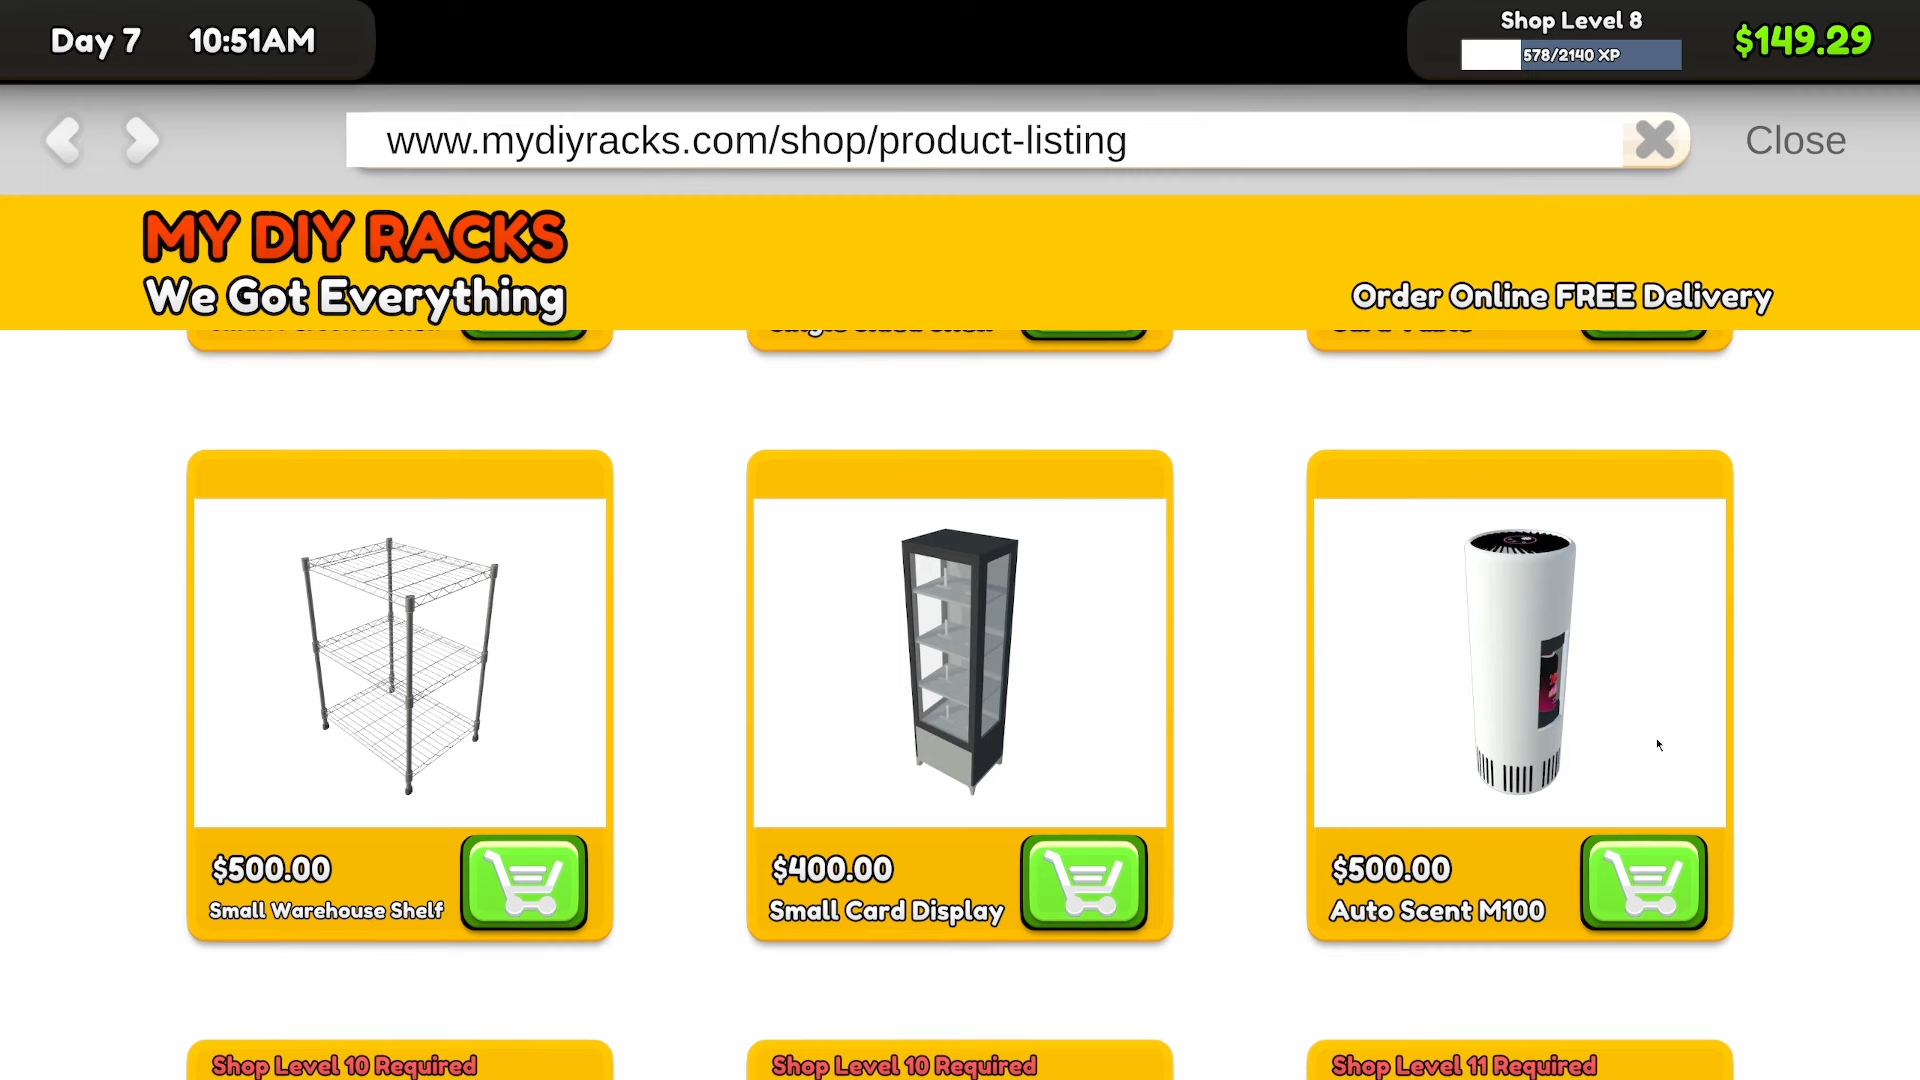 Day 7 10:51AM
Shop Level 8
578/2140 XP
$149.29
www.mydiyracks.com/shop/product-listing
Close
MY DIY RACKS
We Got Everything
Order Online FREE Delivery
$500.00
Small Warehouse Shelf
$400.00
Small Card Display
$500.00
Auto Scent M100
Shop Level 10 Required
Shop Level 10 Required
Shop Level 11 Required